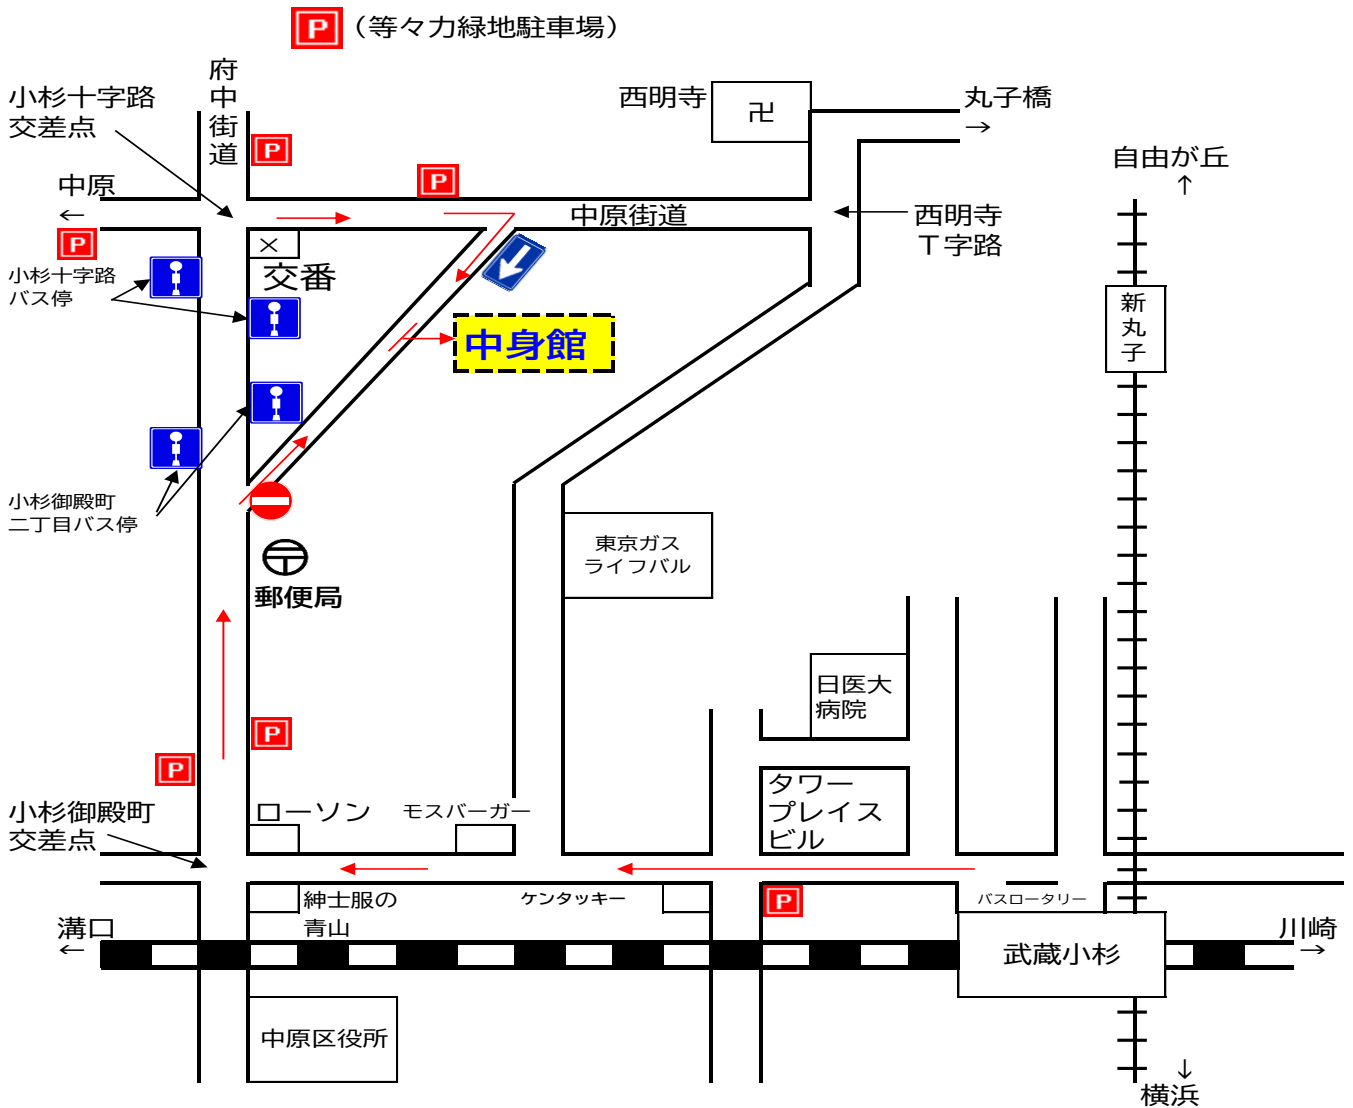 P（等々力緑地駐車場）
府中街道
小杉十字路
交差点
西明寺
卍
丸子橋
→
P
P
自由が丘
↑
中原
←
中原街道
西明寺
Ｔ字路
P
×
交番
小杉十字路
バス停
新丸子
中身館
小杉御殿町
二丁目バス停
〒
郵便局
東京ガス
ライフバル
日医大
病院
P
P
タワー
プレイス
ビル
小杉御殿町
交差点
ローソン
モスバーガー
紳士服の
青山
ケンタッキー
P
バスロータリー
溝口
←
武蔵小杉
川崎
→
中原区役所
↓
横浜